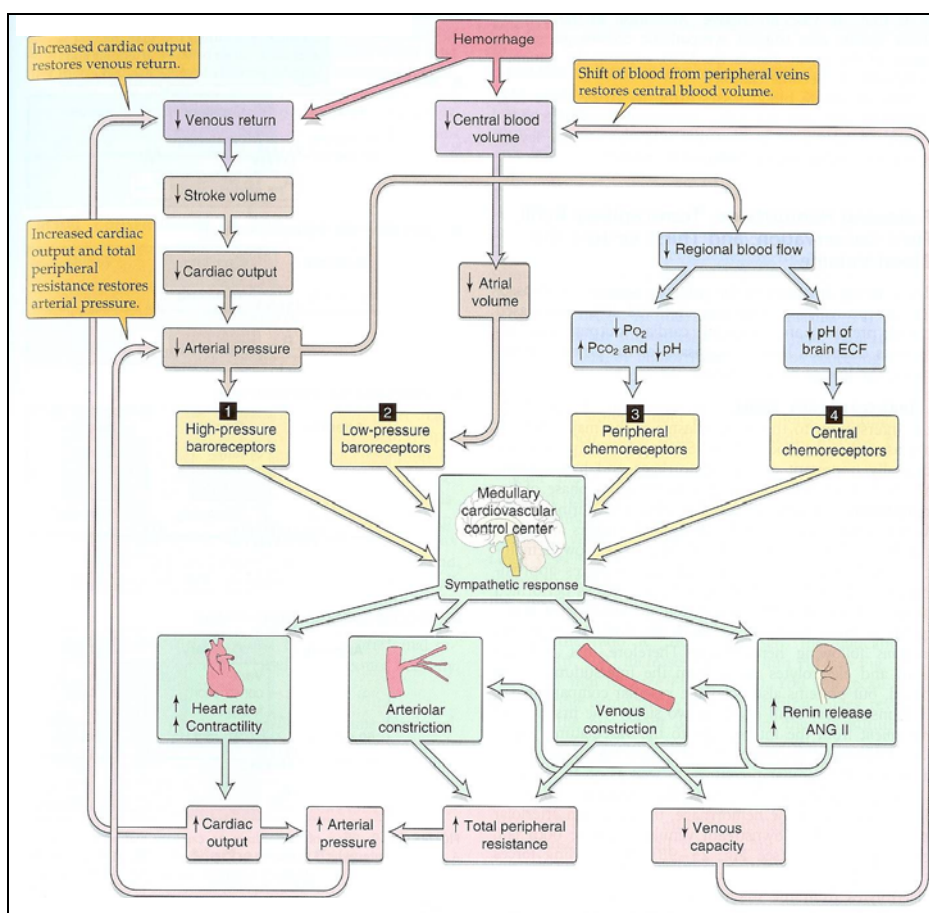 Hemorrhage
Increased cardiac output
restores venous return.
Shift of blood from peripheral veins
restores central blood volume.
↓ Venous return
↓ Central blood
volume
↓ Stroke volume
Increased cardiac
output and total
peripheral
resistance restores
arterial pressure.
↓ Regional blood flow
↓ Cardiac output
↓ Atrial
volume
↓ Arterial pressure
↓ PO2
↑ PCO2 and ↓ pH
↓ pH of
brain ECF
1
High-pressure
baroreceptors
2
Low-pressure
baroreceptors
3
Peripheral
chemoreceptors
4
Central
chemoreceptors
Medullary
cardiovascular
control center
Sympathetic response
↑ Heart rate
↑ Contractility
Arteriolar
constriction
Venous
constriction
↑ Renin release
↑ ANG II
↑ Cardiac
output
↑ Arterial
pressure
↑ Total peripheral
resistance
↓ Venous
capacity